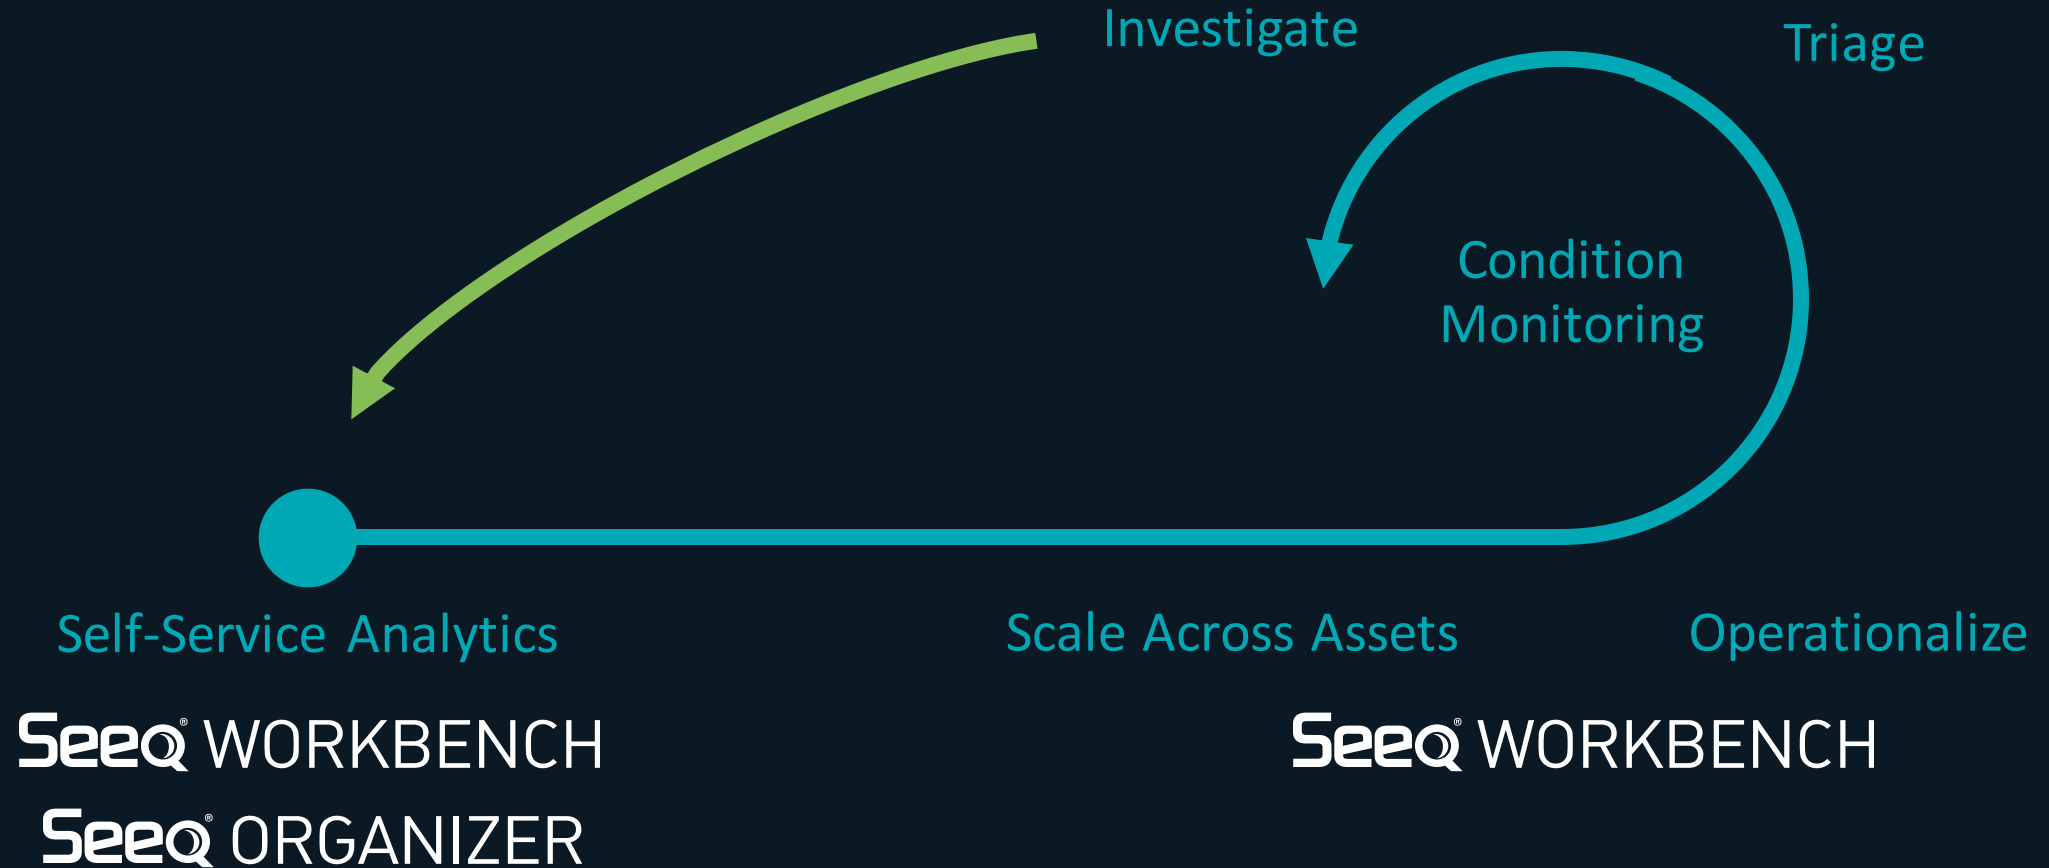 Investigate
Triage
Condition
Monitoring
Self-Service Analytics
Scale Across Assets
Operationalize
Seeq® WORKBENCH
Seeq® WORKBENCH
Seeq® ORGANIZER